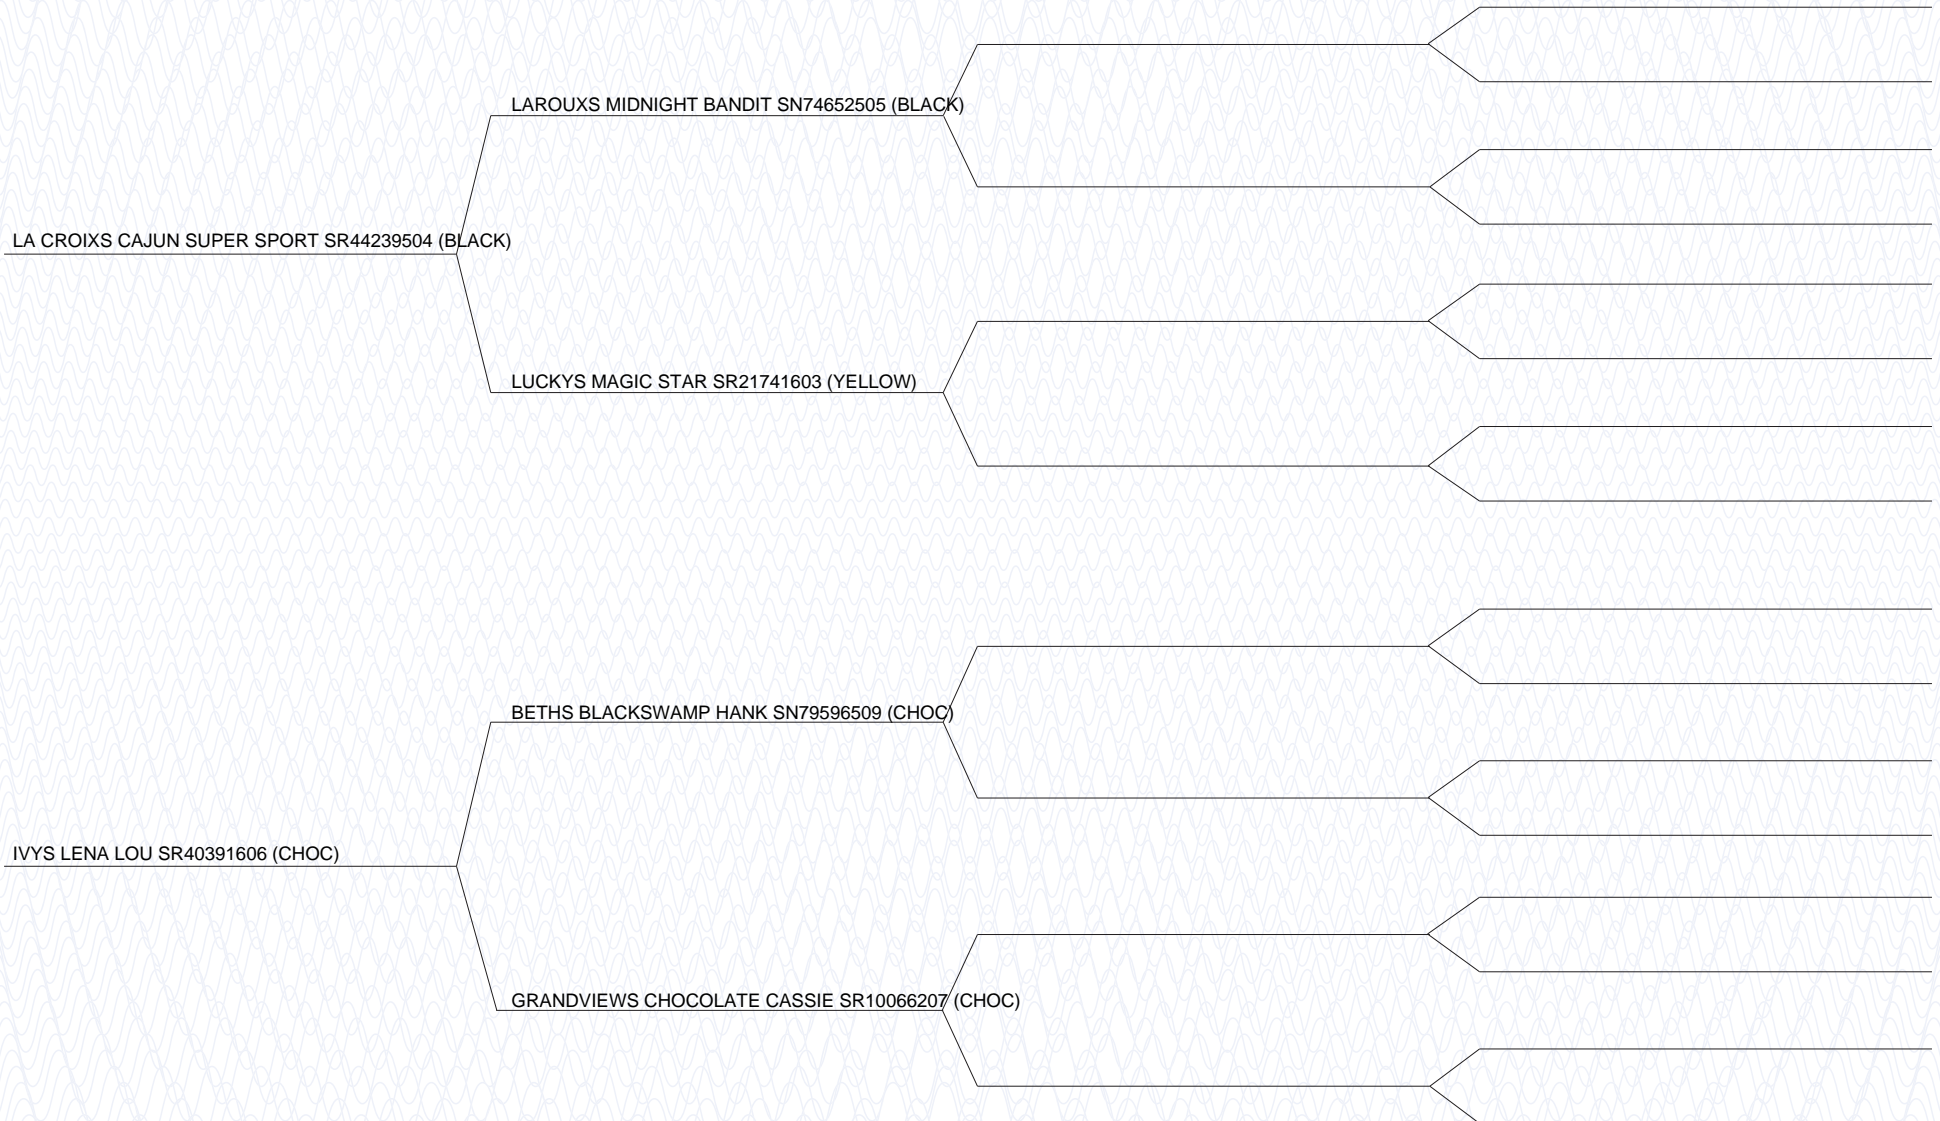 LAROUXS MIDNIGHT BANDIT SN74652505 (BLACK)
LA CROIXS CAJUN SUPER SPORT SR44239504 (BLACK)
LUCKYS MAGIC STAR SR21741603 (YELLOW)
BETHS BLACKSWAMP HANK SN79596509 (CHOC)
IVYS LENA LOU SR40391606 (CHOC)
GRANDVIEWS CHOCOLATE CASSIE SR10066207 (CHOC)